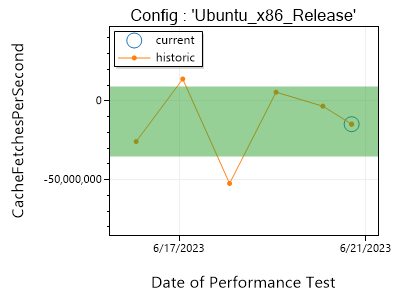 Config : 'Ubuntu_x86_Release'
current
historic
CacheFetchesPerSecond
0
-50,000,000
6/17/2023
6/21/2023
Date of Performance Test